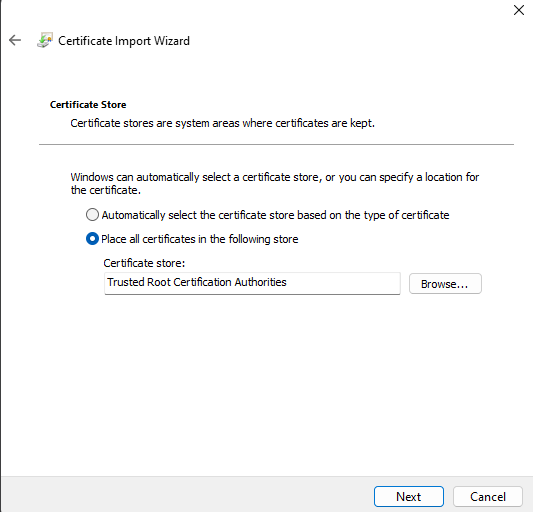 Certificate Import Wizard
Certificate Store
Certificate stores are system areas where certificates are kept.
Windows can automatically select a certificate store, or you can specify a location for
the certificate.
Automatically select the certificate store based on the type of certificate
Place all certificates in the following store
Certificate store:
Trusted Root Certification Authorities
Browse...
Next
Cancel